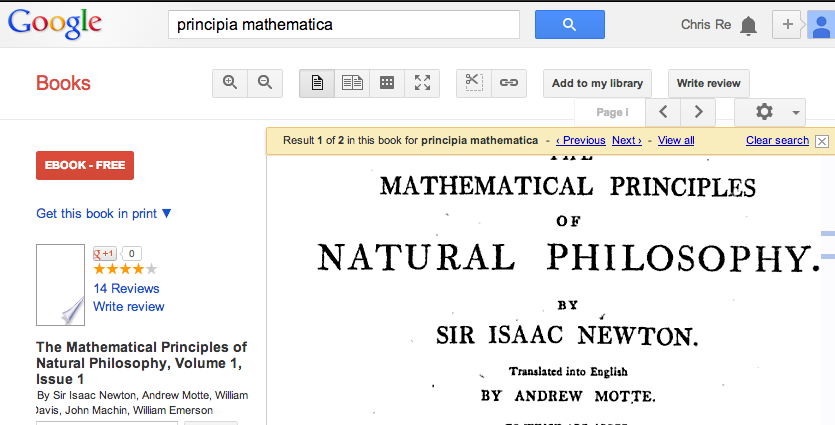 Google
principia mathematica
Chris Re
+
Books
Add to my library
Write review
Page I
Result 1 of 2 in this book for principia mathematica - ‹ Previous Next › - View all
Clear search
EBOOK - FREE
Get this book in print ▼
g +1
0
14 Reviews
Write review
The Mathematical Principles of
Natural Philosophy, Volume 1,
Issue 1
By Sir Isaac Newton, Andrew Motte, William
Davis, John Machin, William Emerson
THE
MATHEMATICAL PRINCIPLES
OF
NATURAL PHILOSOPHY.
BY
SIR ISAAC NEWTON.
Translated into English
BY ANDREW MOTTE.